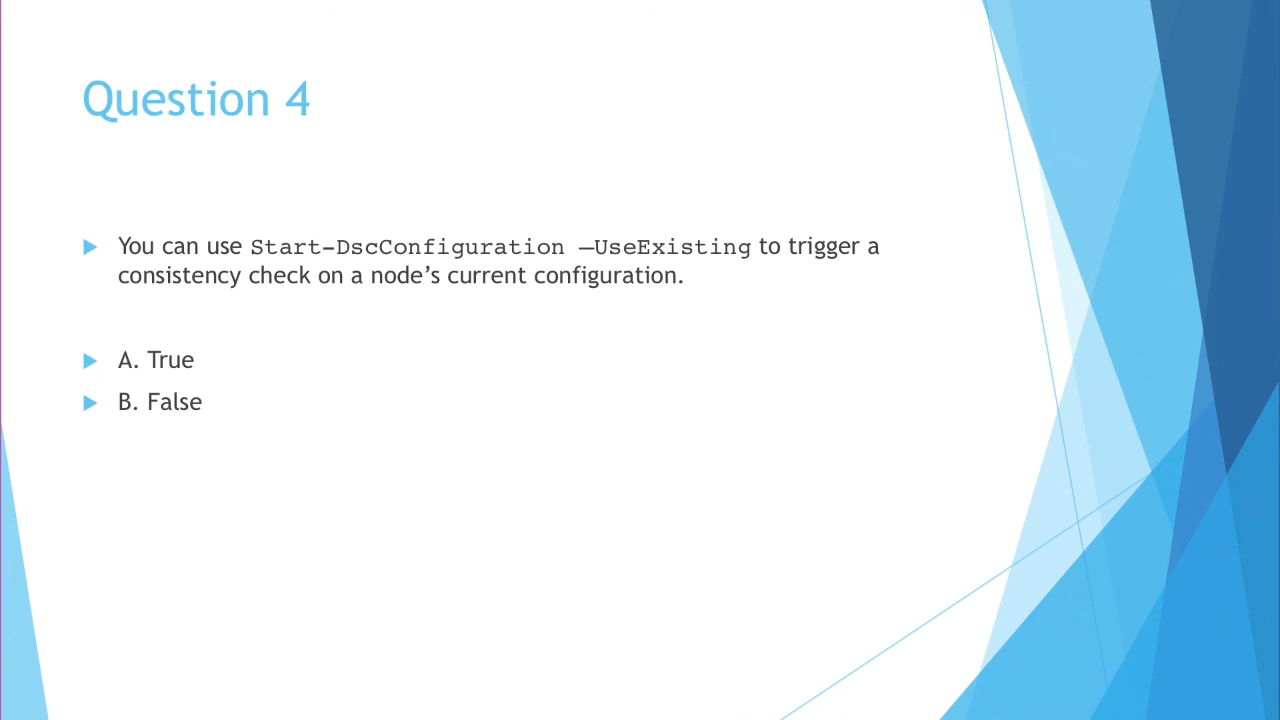 Question 4
You can use Start-DscConfiguration –UseExisting to trigger a
consistency check on a node’s current configuration.
A. True
B. False